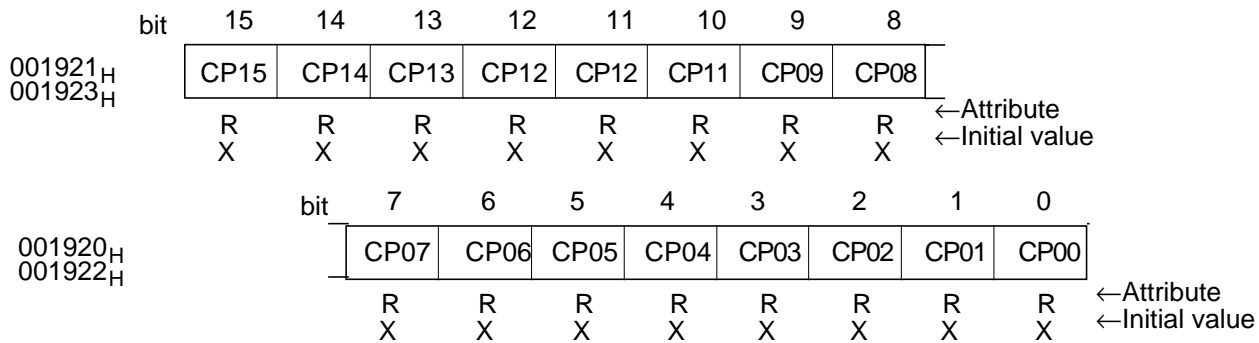 bit 15 14 13 12 11 10 9 8
001921H CP15 CP14 CP13 CP12 CP12 CP11 CP09 CP08
001923H
←Attribute
R R R R R R R R
←Initial value
X X X X X X X X
bit 7 6 5 4 3 2 1 0
001920H CP07 CP06 CP05 CP04 CP03 CP02 CP01 CP00
001922H
←Attribute
R R R R R R R R
←Initial value
X X X X X X X X